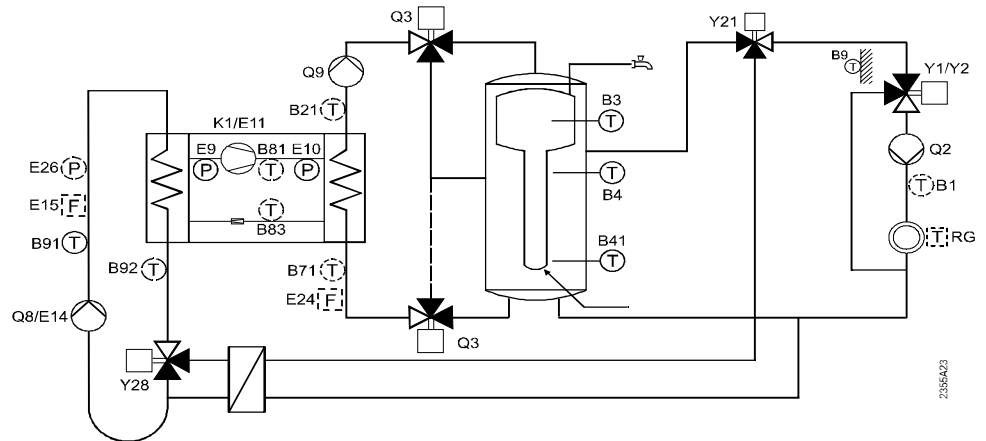 Q3
Y21
B9
T
Y1/Y2
Q9
B21
T
B3
T
K1/E11
E9
B81
E10
P
T
P
Q2
E26
P
T
B4
T
B1
E15
F
T
B83
T
RG
B91
T
B92
T
B71
T
B41
T
E24
F
Q8/E14
Q3
Y28
2355A23